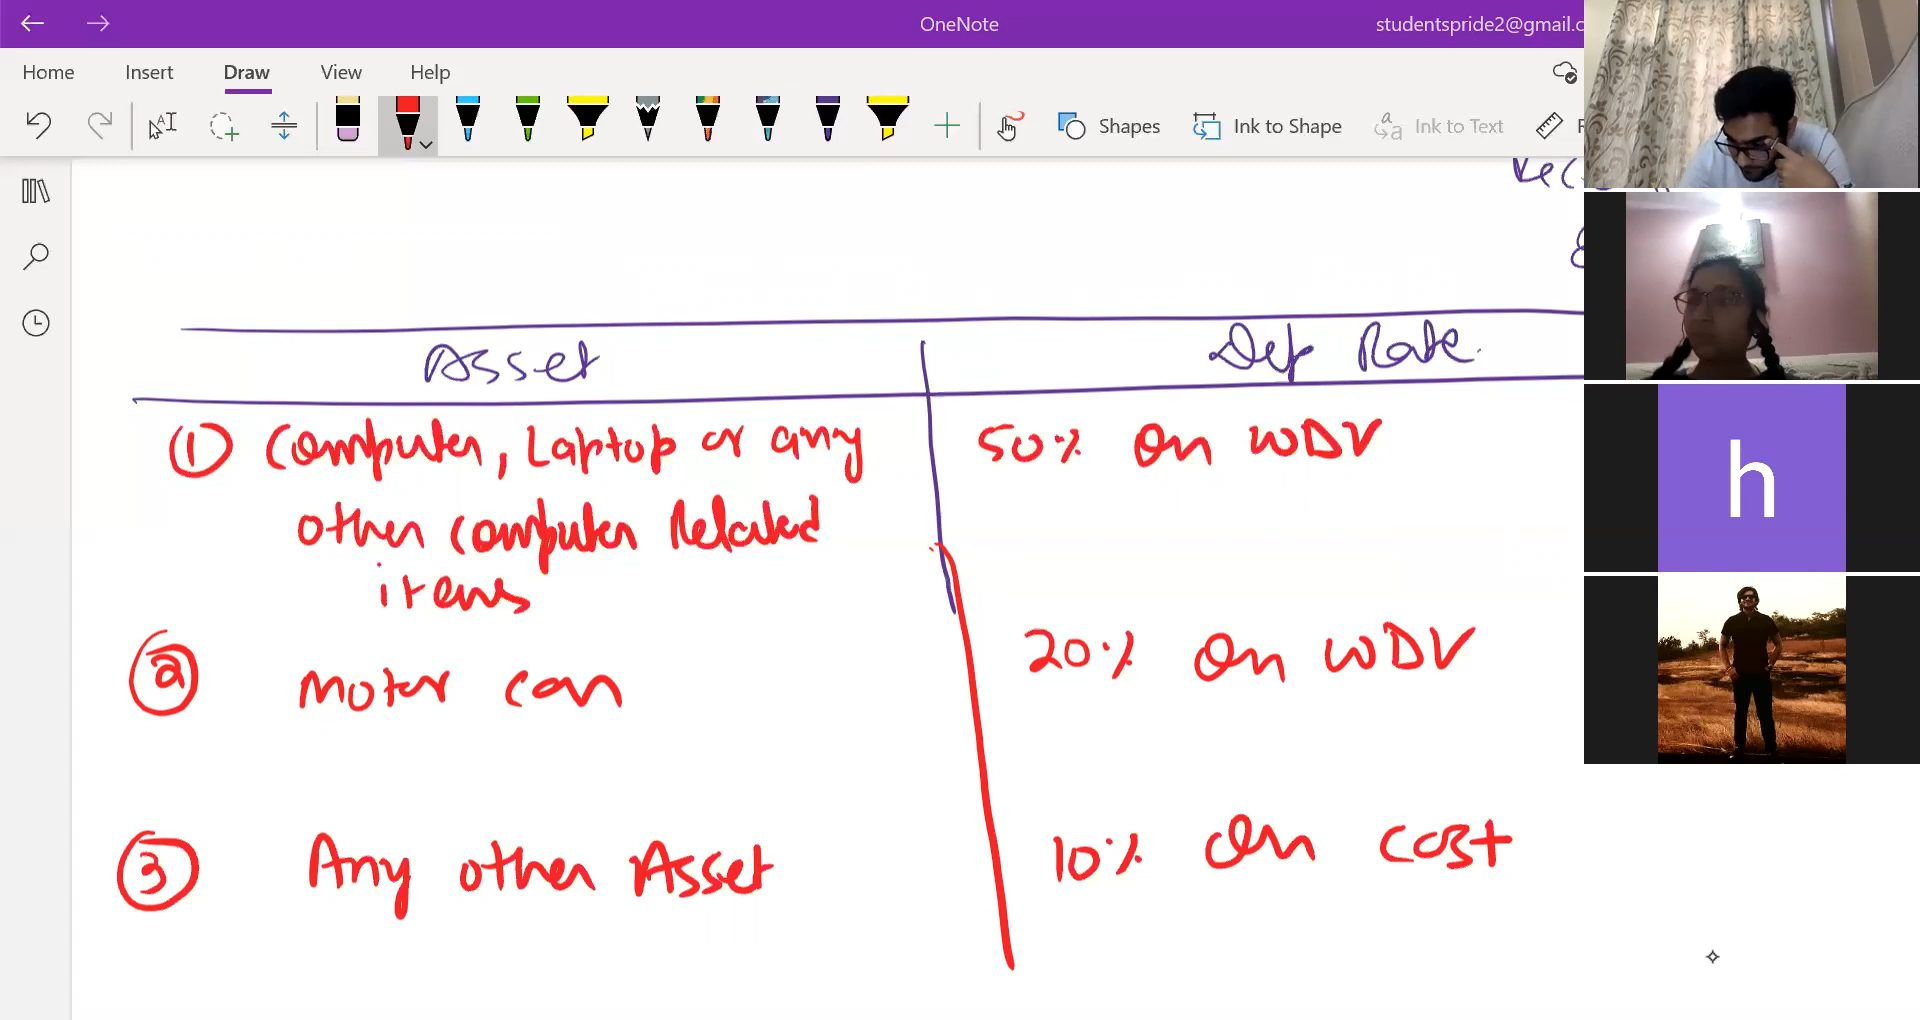 OneNote
studentspride2@gmail.c
Home Insert Draw View Help
Shapes Ink to Shape Ink to Text
Asset Dep Rate.
① Computer, Laptop or any 50% On WDV
other computer Related
items
② Motor car 20% On WDV
③ Any other Asset 10% On cost
h